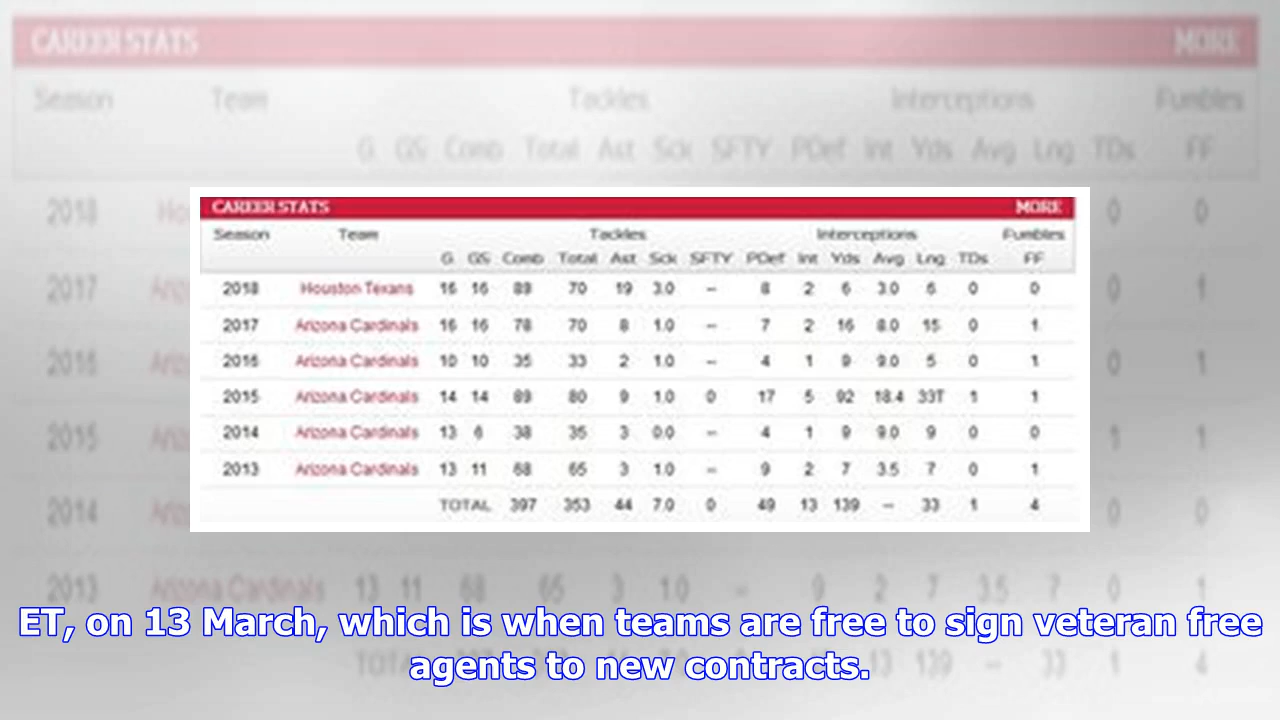 CAREER STATS MORE
Season Team Tackles Interceptions Fumbles
G GS Comb Total Ast Sck SFTY PDef Int Yds Avg Lng TDs FF
2018 Houston Texans 16 16 89 70 19 3.0 -- 8 2 6 3.0 6 0 0
2017 Arizona Cardinals 16 16 78 70 8 1.0 -- 7 2 16 8.0 15 0 1
2016 Arizona Cardinals 10 10 35 33 2 1.0 -- 4 1 9 9.0 5 0 1
2015 Arizona Cardinals 14 14 89 80 9 1.0 0 17 5 92 18.4 33T 1 1
2014 Arizona Cardinals 13 6 38 35 3 0.0 -- 4 1 9 9.0 9 0 0
2013 Arizona Cardinals 13 11 68 65 3 1.0 -- 9 2 7 3.5 7 0 1
TOTAL 397 353 44 7.0 0 49 13 139 -- 33 1 4
ET, on 13 March, which is when teams are free to sign veteran free
agents to new contracts.